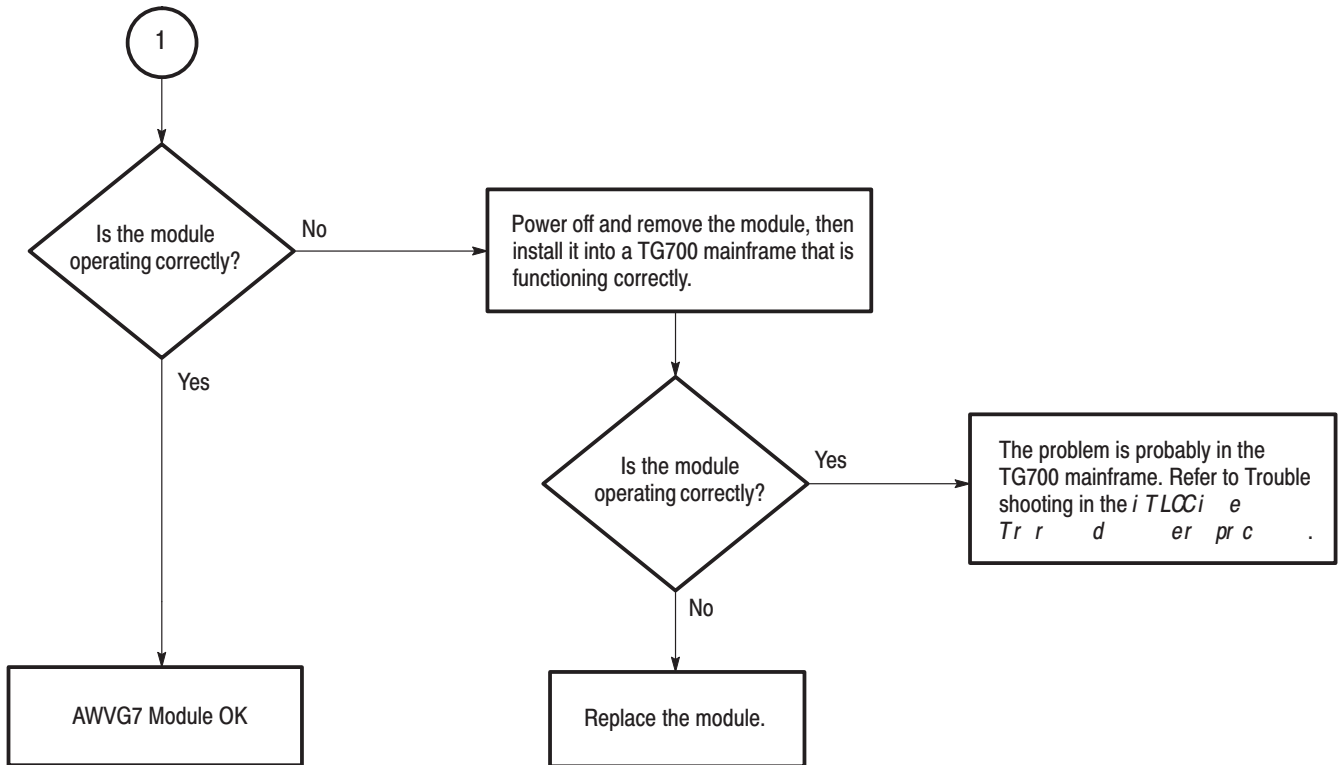 1
Is the module
operating correctly?
No
Power off and remove the module, then
install it into a TG700 mainframe that is
functioning correctly.
Yes
Is the module
operating correctly?
Yes
The problem is probably in the
TG700 mainframe. Refer to Trouble
shooting in the
No
AWVG7 Module OK
Replace the module.